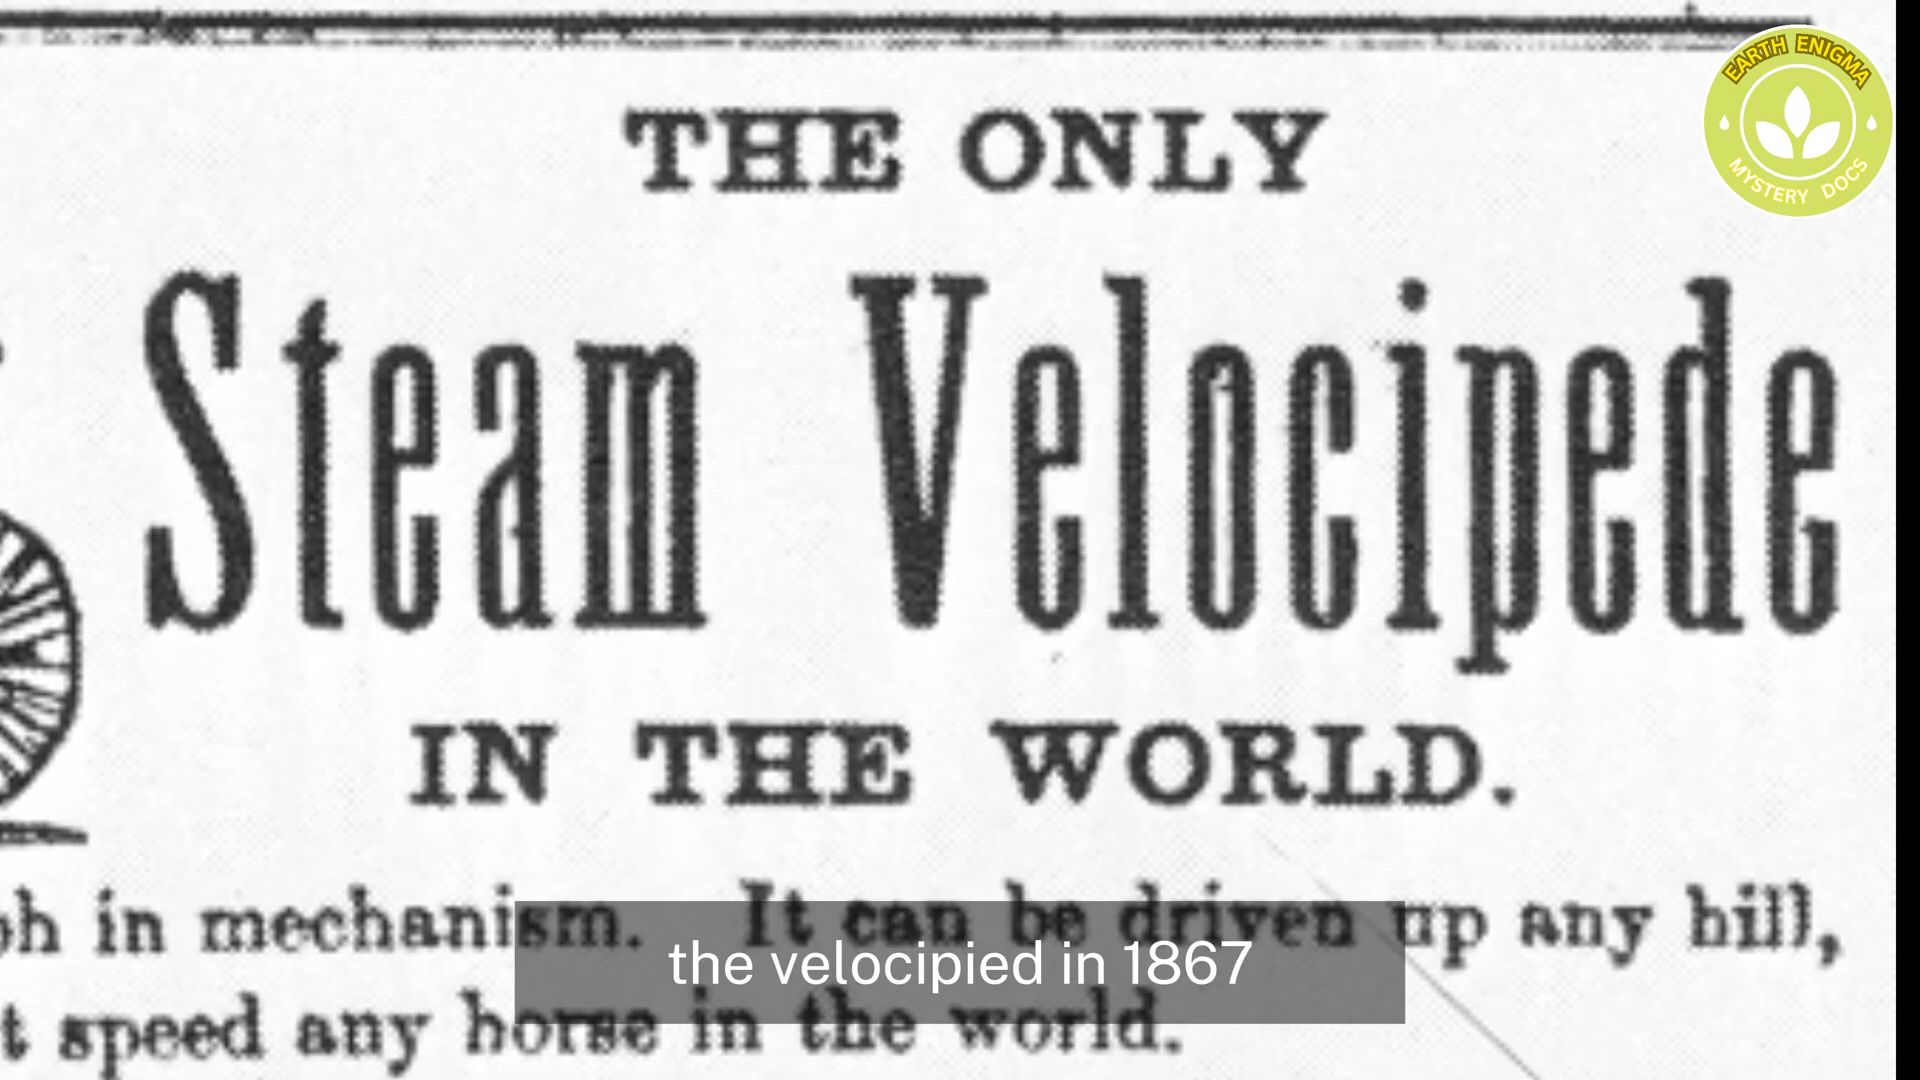 EARTH ENIGMA
MYSTERY DOCS
THE ONLY
Steam Velocipede
IN THE WORLD.
in mechanism. It can be driven up any hill,
speed any horse in the world.
the velocipied in 1867